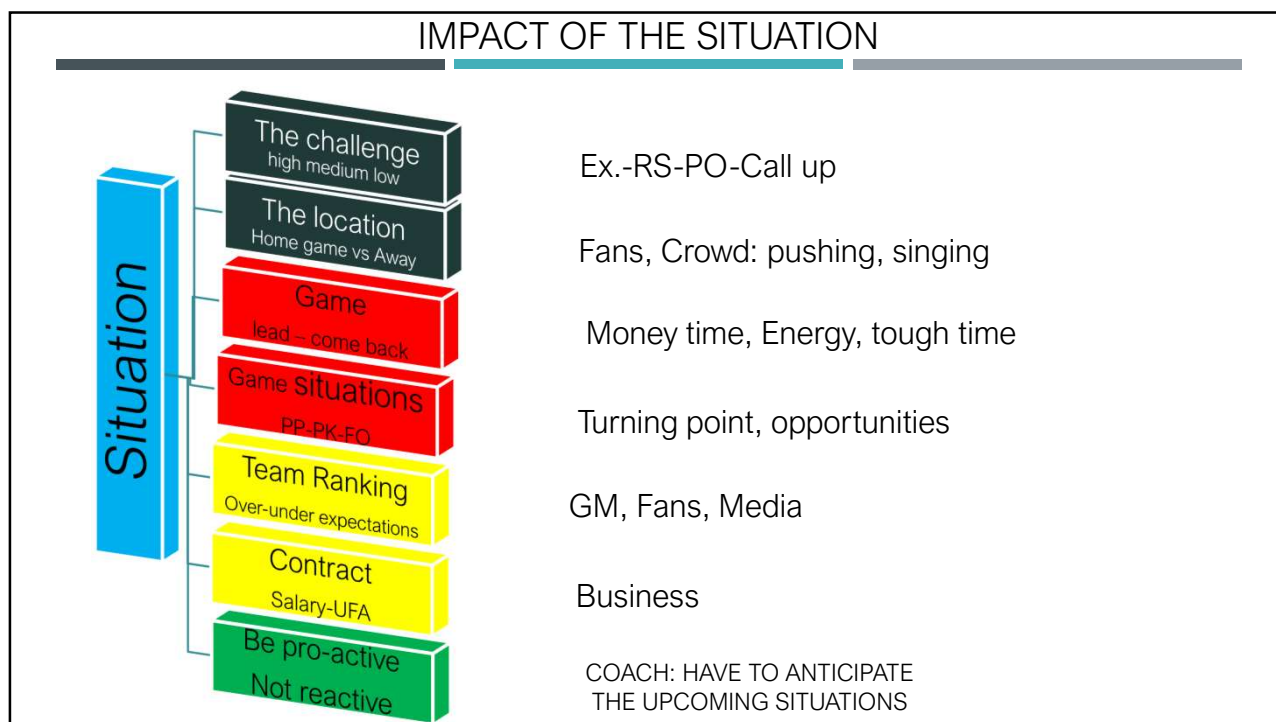 IMPACT OF THE SITUATION
Situation
The challenge
high medium low
Ex.-RS-PO-Call up
The location
Home game vs Away
Fans, Crowd: pushing, singing
Game
lead – come back
Money time, Energy, tough time
Game situations
PP-PK-FO
Turning point, opportunities
Team Ranking
Over-under expectations
GM, Fans, Media
Contract
Salary-UFA
Business
Be pro-active
Not reactive
COACH: HAVE TO ANTICIPATE
THE UPCOMING SITUATIONS